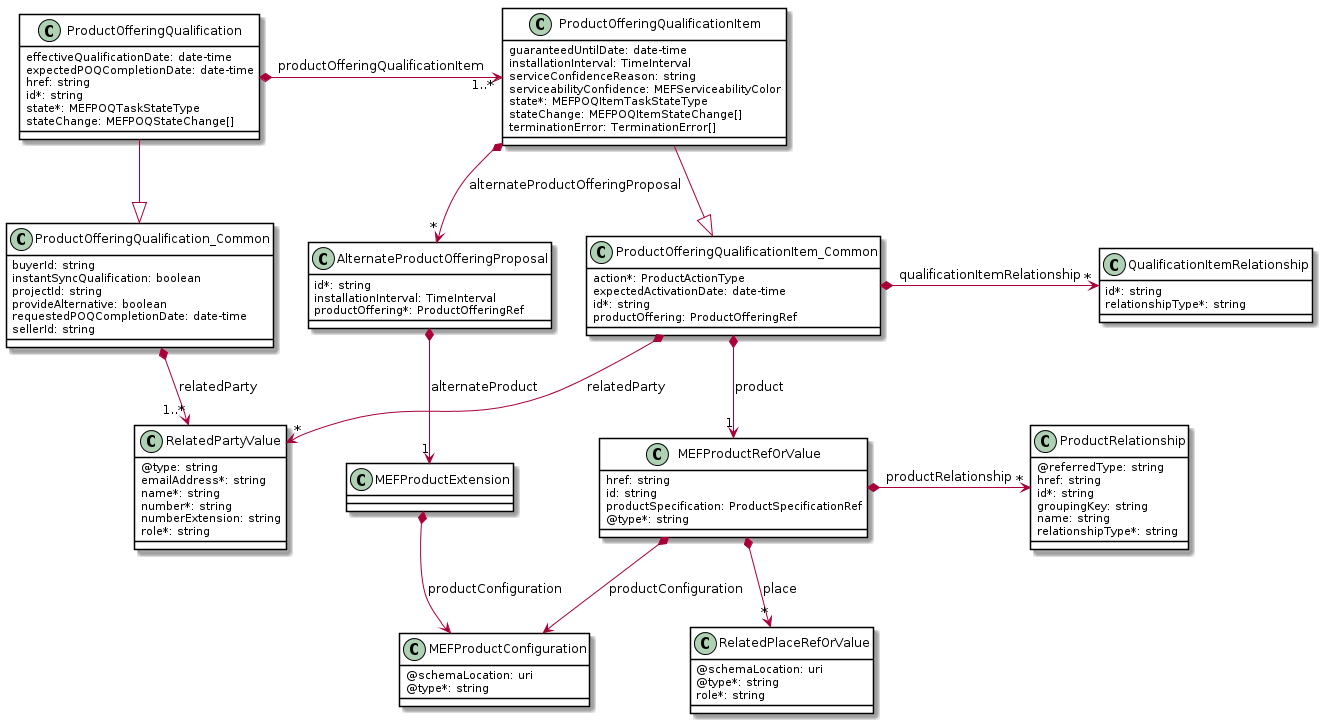 C ProductOfferingQualification
effectiveQualificationDate: date-time
expectedPOQCompletionDate: date-time
href: string
id*: string
state*: MEFPOQTaskStateType
stateChange: MEFPOQStateChange[]
productOfferingQualificationItem
1..*
C ProductOfferingQualificationItem
guaranteedUntilDate: date-time
installationInterval: TimeInterval
serviceConfidenceReason: string
serviceabilityConfidence: MEFServiceabilityColor
state*: MEFPOQItemTaskStateType
stateChange: MEFPOQItemStateChange[]
terminationError: TerminationError[]
alternateProductOfferingProposal
*
C ProductOfferingQualification_Common
buyerId: string
instantSyncQualification: boolean
projectId: string
provideAlternative: boolean
requestedPOQCompletionDate: date-time
sellerId: string
C AlternateProductOfferingProposal
id*: string
installationInterval: TimeInterval
productOffering*: ProductOfferingRef
C ProductOfferingQualificationItem_Common
action*: ProductActionType
expectedActivationDate: date-time
id*: string
productOffering: ProductOfferingRef
qualificationItemRelationship
*
C QualificationItemRelationship
id*: string
relationshipType*: string
relatedParty
1..*
alternateProduct
1
relatedParty
*
product
1
C RelatedPartyValue
@type: string
emailAddress*: string
name*: string
number*: string
numberExtension: string
role*: string
C MEFProductExtension
C MEFProductRefOrValue
href: string
id: string
productSpecification: ProductSpecificationRef
@type*: string
productRelationship
*
C ProductRelationship
@referredType: string
href: string
id*: string
groupingKey: string
name: string
relationshipType*: string
productConfiguration
productConfiguration
place
*
C MEFProductConfiguration
@schemaLocation: uri
@type*: string
C RelatedPlaceRefOrValue
@schemaLocation: uri
@type*: string
role*: string